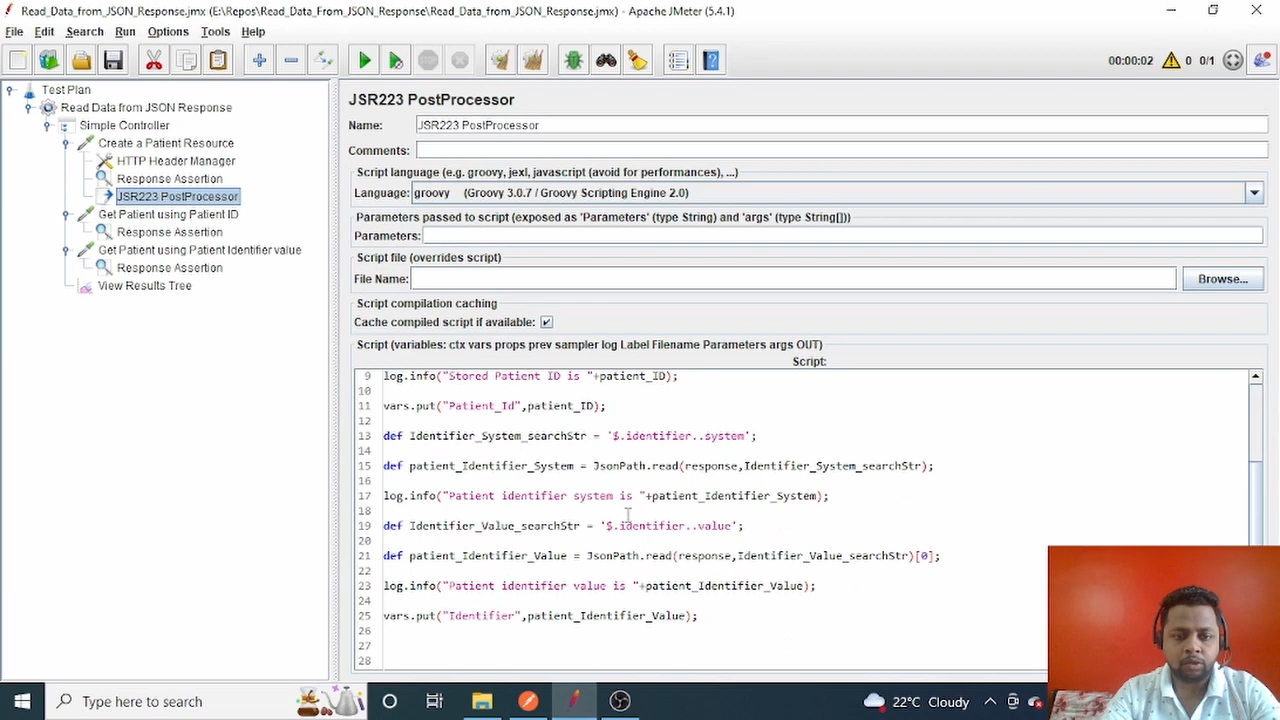 Read_Data_from_JSON_Response.jmx (E:\Repos\Read_Data_From_JSON_Response\Read_Data_from_JSON_Response.jmx) - Apache JMeter (5.4.1)
File Edit Search Run Options Tools Help
00:00:02 0 0/1
Test Plan
Read Data from JSON Response
Simple Controller
Create a Patient Resource
HTTP Header Manager
Response Assertion
JSR223 PostProcessor
Get Patient using Patient ID
Response Assertion
Get Patient using Patient Identifier value
Response Assertion
View Results Tree
JSR223 PostProcessor
Name: JSR223 PostProcessor
Comments:
Script language (e.g. groovy, jexl, javascript (avoid for performances), ...)
Language: groovy (Groovy 3.0.7 / Groovy Scripting Engine 2.0)
Parameters passed to script (exposed as 'Parameters' (type String) and 'args' (type String[]))
Parameters:
Script file (overrides script)
File Name: Browse...
Script compilation caching
Cache compiled script if available:
Script (variables: ctx vars props prev sampler log Label Filename Parameters args OUT)
Script:
9 log.info("Stored Patient ID is "+patient_ID);
10
11 vars.put("Patient_Id",patient_ID);
12
13 def Identifier_System_searchStr = '$.identifier..system';
14
15 def patient_Identifier_System = JsonPath.read(response,Identifier_System_searchStr);
16
17 log.info("Patient identifier system is "+patient_Identifier_System);
18
19 def Identifier_Value_searchStr = '$.identifier..value';
20
21 def patient_Identifier_Value = JsonPath.read(response,Identifier_Value_searchStr)[0];
22
23 log.info("Patient identifier value is "+patient_Identifier_Value);
24
25 vars.put("Identifier",patient_Identifier_Value);
26
27
28
Type here to search
22°C Cloudy